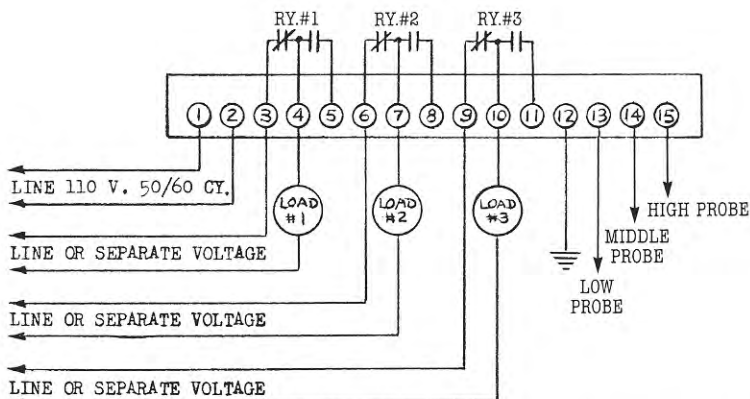 RY.#1 RY.#2 RY.#3
1 2 3 4 5 6 7 8 9 10 11 12 13 14 15
LINE 110 V. 50/60 CY.
LOAD #1
LOAD #2
LOAD #3
HIGH PROBE
LINE OR SEPARATE VOLTAGE
MIDDLE
PROBE
LOW
PROBE
LINE OR SEPARATE VOLTAGE
LINE OR SEPARATE VOLTAGE